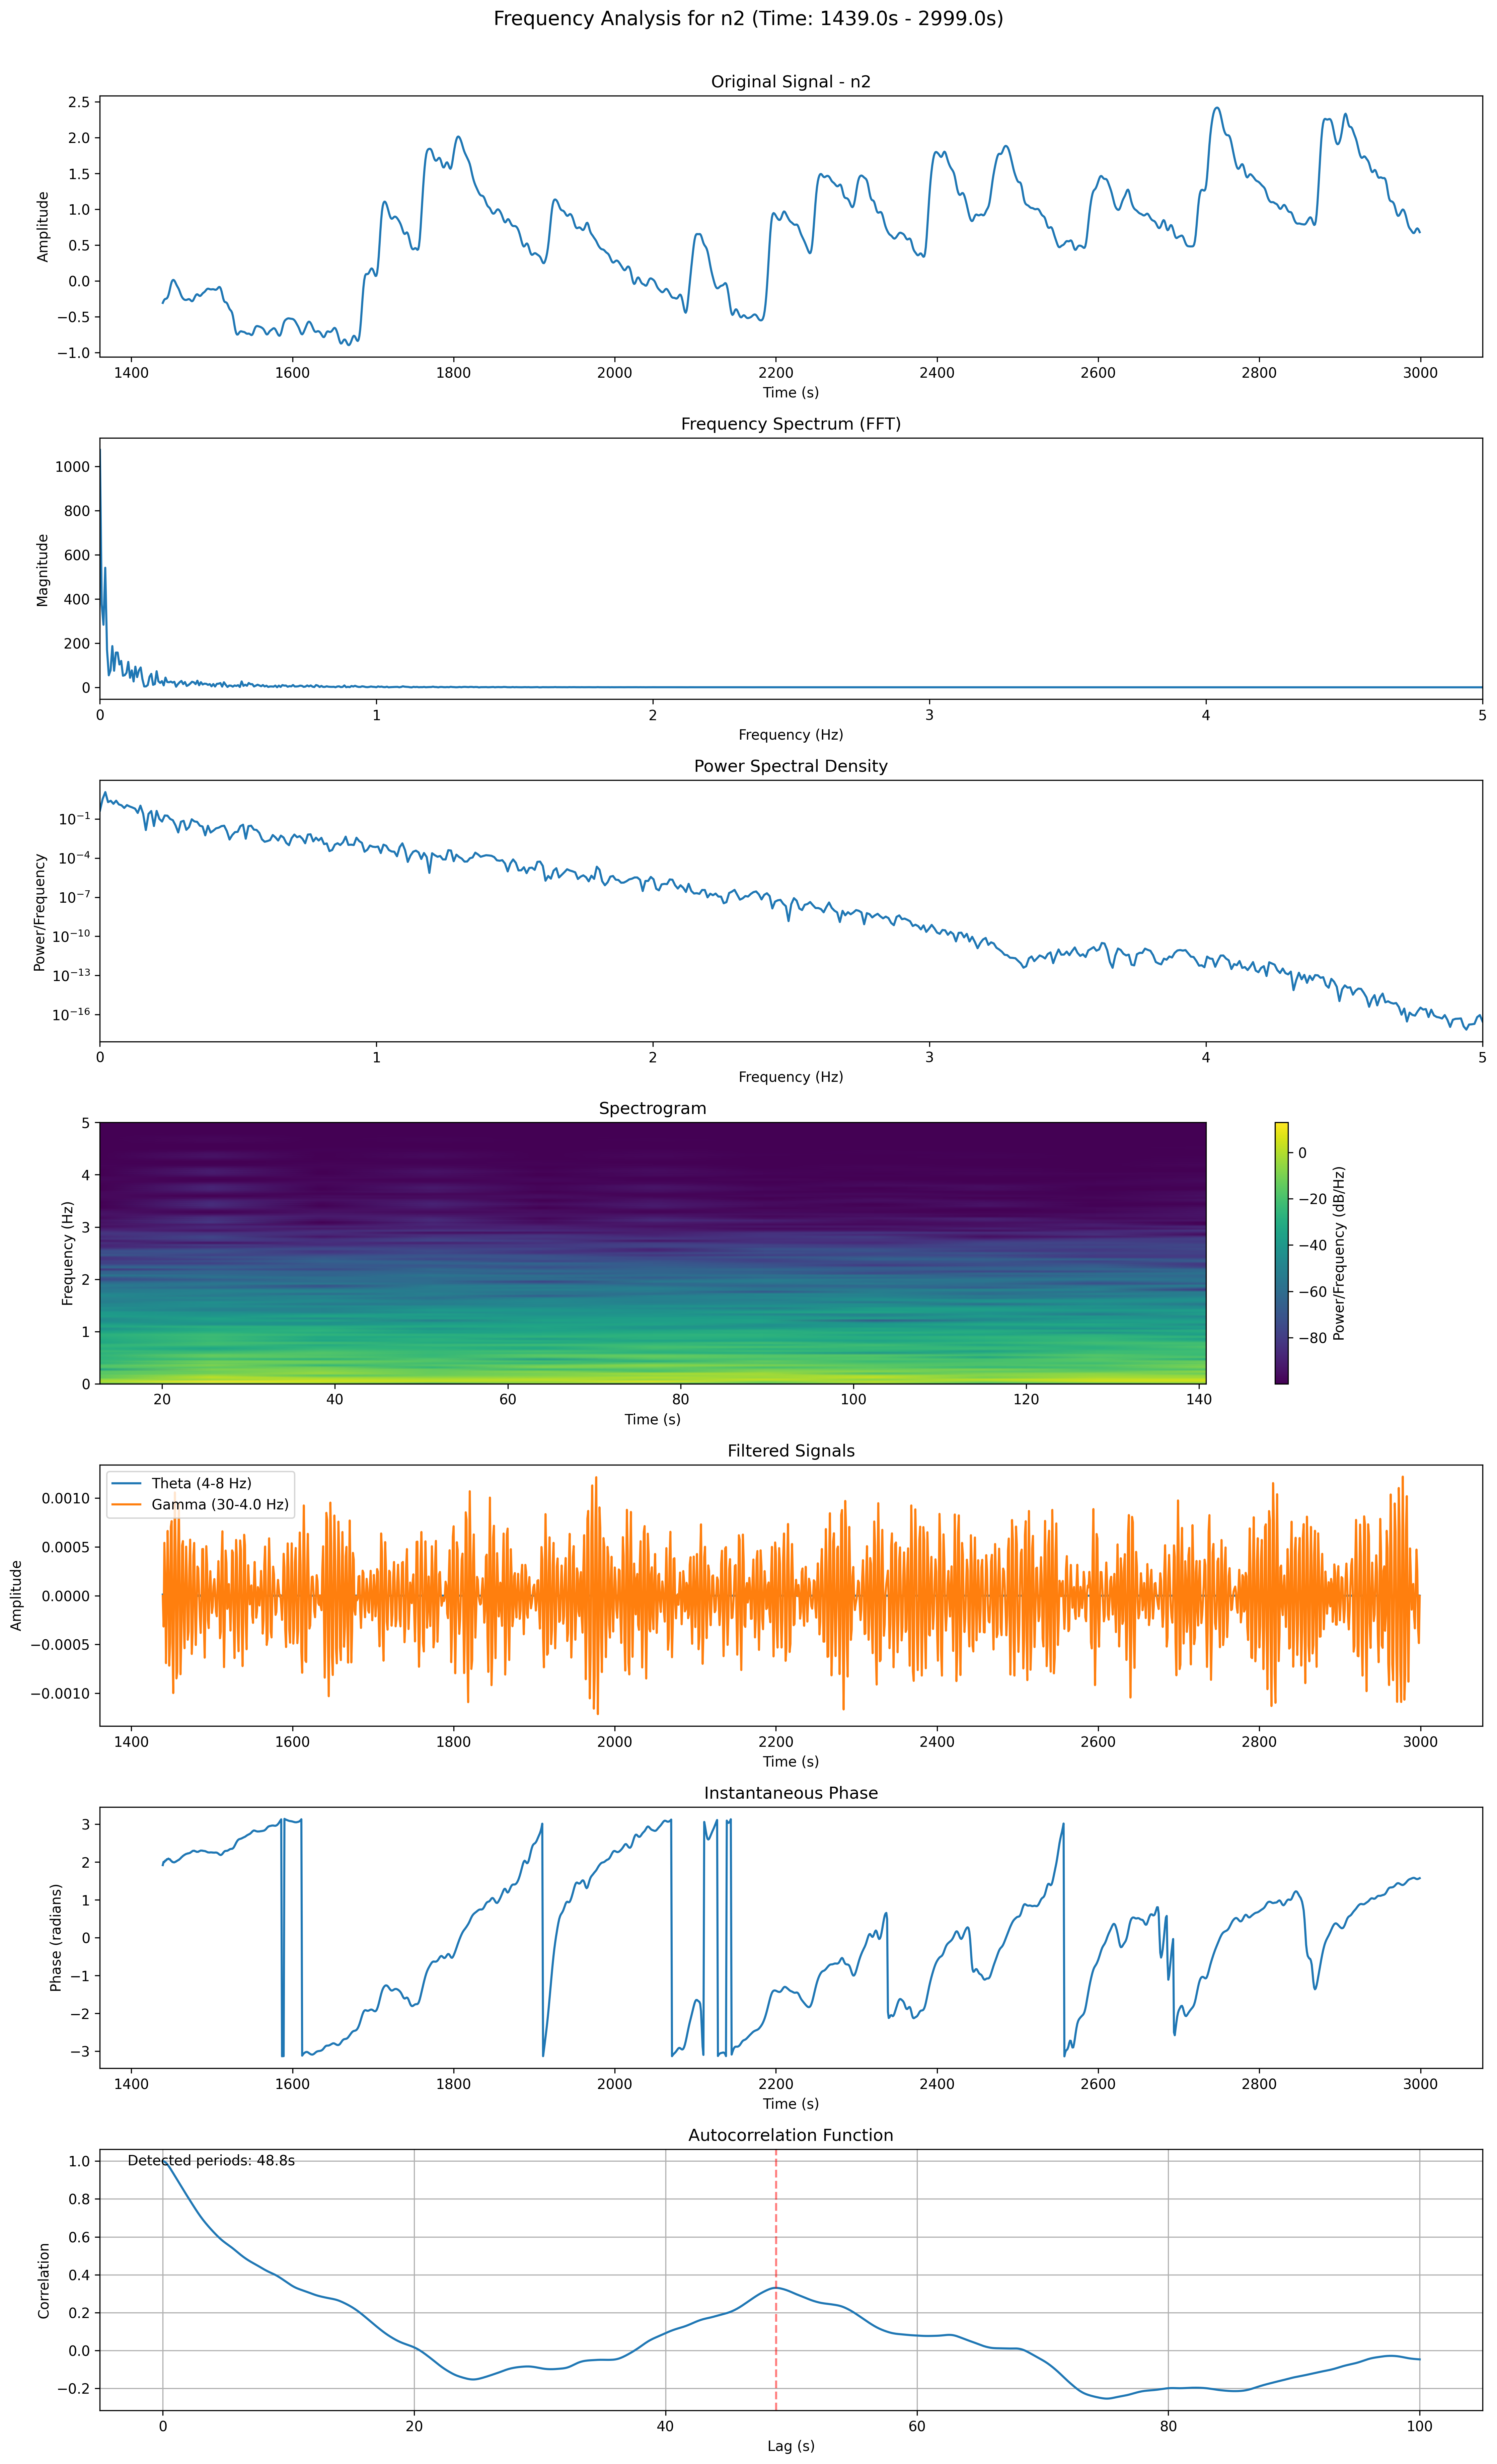 Frequency Analysis for n2 (Time: 1439.0s - 2999.0s)
Original Signal - n2
2.5
2.0
1.5
1.0
0.5
0.0
−0.5
−1.0
Amplitude
1400 1600 1800 2000 2200 2400 2600 2800 3000
Time (s)
Frequency Spectrum (FFT)
1000
800
600
400
200
0
Magnitude
0 1 2 3 4 5
Frequency (Hz)
Power Spectral Density
10⁻¹
10⁻⁴
10⁻⁷
10⁻¹⁰
10⁻¹³
10⁻¹⁶
Power/Frequency
0 1 2 3 4 5
Frequency (Hz)
Spectrogram
5
4
3
2
1
0
Frequency (Hz)
20 40 60 80 100 120 140
Time (s)
0
−20
−40
−60
−80
Power/Frequency (dB/Hz)
Filtered Signals
Theta (4-8 Hz)
Gamma (30-4.0 Hz)
0.0010
0.0005
0.0000
−0.0005
−0.0010
Amplitude
1400 1600 1800 2000 2200 2400 2600 2800 3000
Time (s)
Instantaneous Phase
3
2
1
0
−1
−2
−3
Phase (radians)
1400 1600 1800 2000 2200 2400 2600 2800 3000
Time (s)
Autocorrelation Function
Detected periods: 48.8s
1.0
0.8
0.6
0.4
0.2
0.0
−0.2
Correlation
0 20 40 60 80 100
Lag (s)